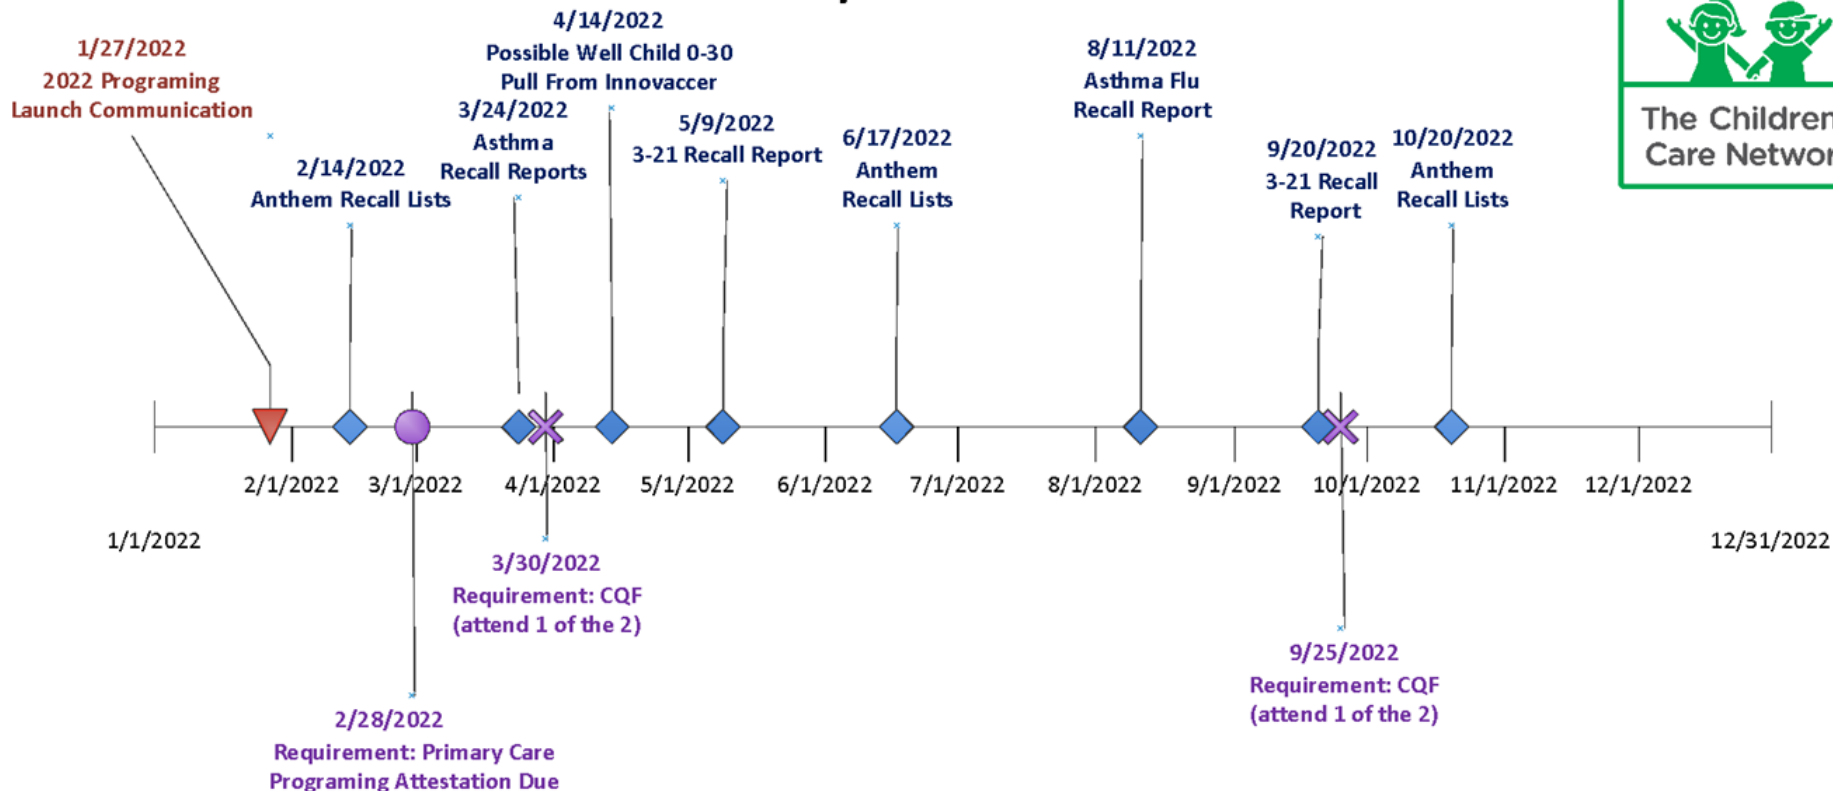 4/14/2022
Possible Well Child 0-30
Pull From Innovaccer
1/27/2022
2022 Programing
Launch Communication
8/11/2022
Asthma Flu
Recall Report
3/24/2022
Asthma
Recall Reports
5/9/2022
3-21 Recall Report
6/17/2022
Anthem
Recall Lists
9/20/2022
3-21 Recall
Report
10/20/2022
Anthem
Recall Lists
2/14/2022
Anthem Recall Lists
The Children
Care Networ
2/1/2022
3/1/2022
4/1/2022
5/1/2022
6/1/2022
7/1/2022
8/1/2022
9/1/2022
10/1/2022
11/1/2022
12/1/2022
1/1/2022
12/31/2022
3/30/2022
Requirement: CQF
(attend 1 of the 2)
9/25/2022
Requirement: CQF
(attend 1 of the 2)
2/28/2022
Requirement: Primary Care
Programing Attestation Due